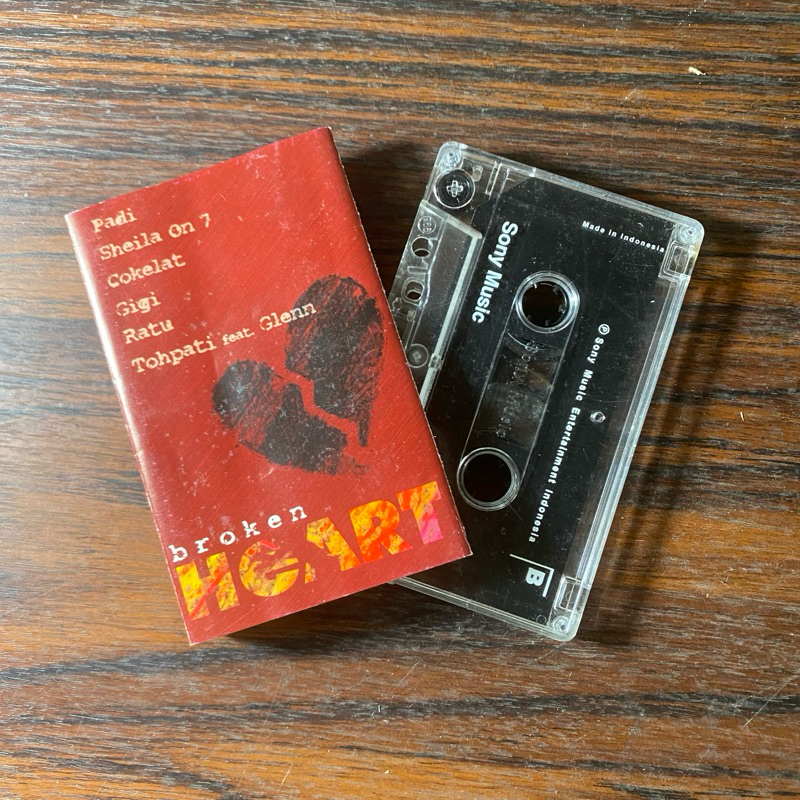 Padi
Sheila On 7
Cokelat
Gigi
Ratu
Tohpati feat. Glenn
broken
HEART
Made in Indonesia
Sony Music
Ⓟ Sony Music Entertainment Indonesia
B